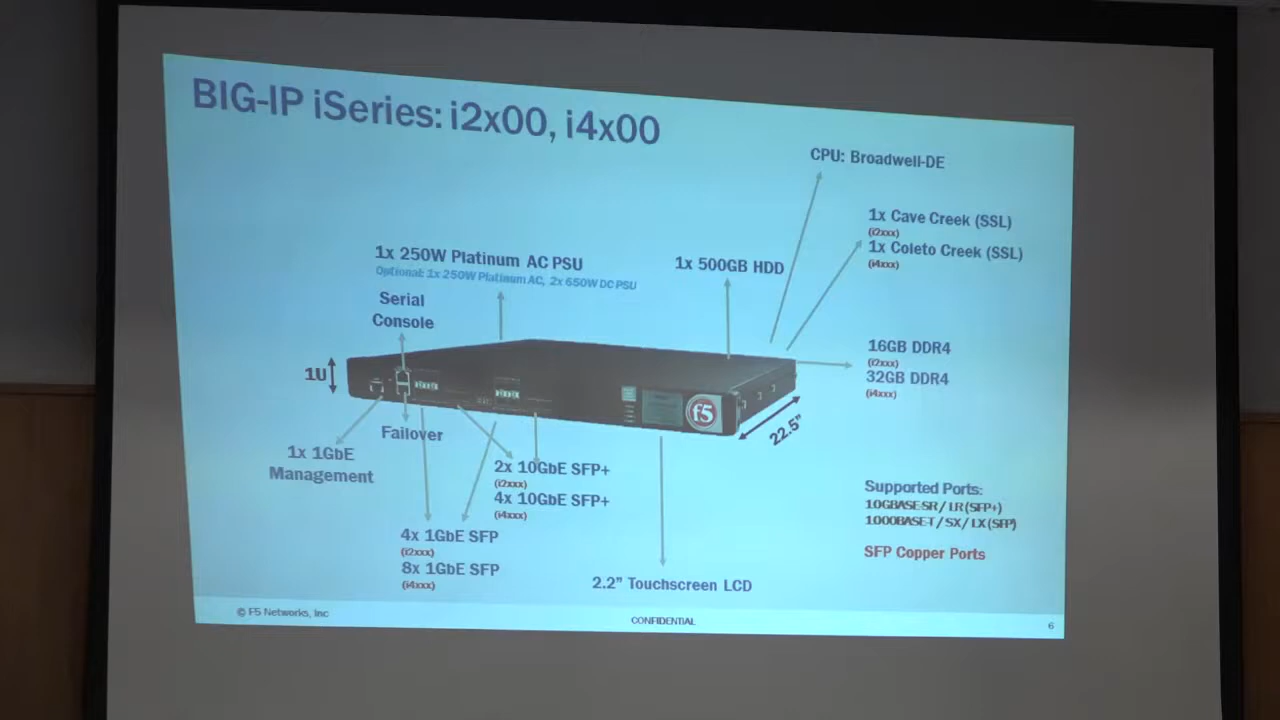 BIG-IP iSeries: i2x00, i4x00
CPU: Broadwell-DE
1x Cave Creek (SSL)
(i2xxx)
1x Coleto Creek (SSL)
(i4xxx)
1x 250W Platinum AC PSU
Optional: 1x 250W Platinum AC, 2x 650W DC PSU
1x 500GB HDD
Serial
Console
16GB DDR4
(i2xxx)
32GB DDR4
(i4xxx)
1U
f5
22.5"
Failover
1x 1GbE
Management
2x 10GbE SFP+
(i2xxx)
4x 10GbE SFP+
(i4xxx)
4x 1GbE SFP
(i2xxx)
8x 1GbE SFP
(i4xxx)
2.2" Touchscreen LCD
Supported Ports:
10GBASE-SR / LR (SFP+)
1000BASE-T / SX / LX (SFP)
SFP Copper Ports
© F5 Networks, Inc
CONFIDENTIAL
6